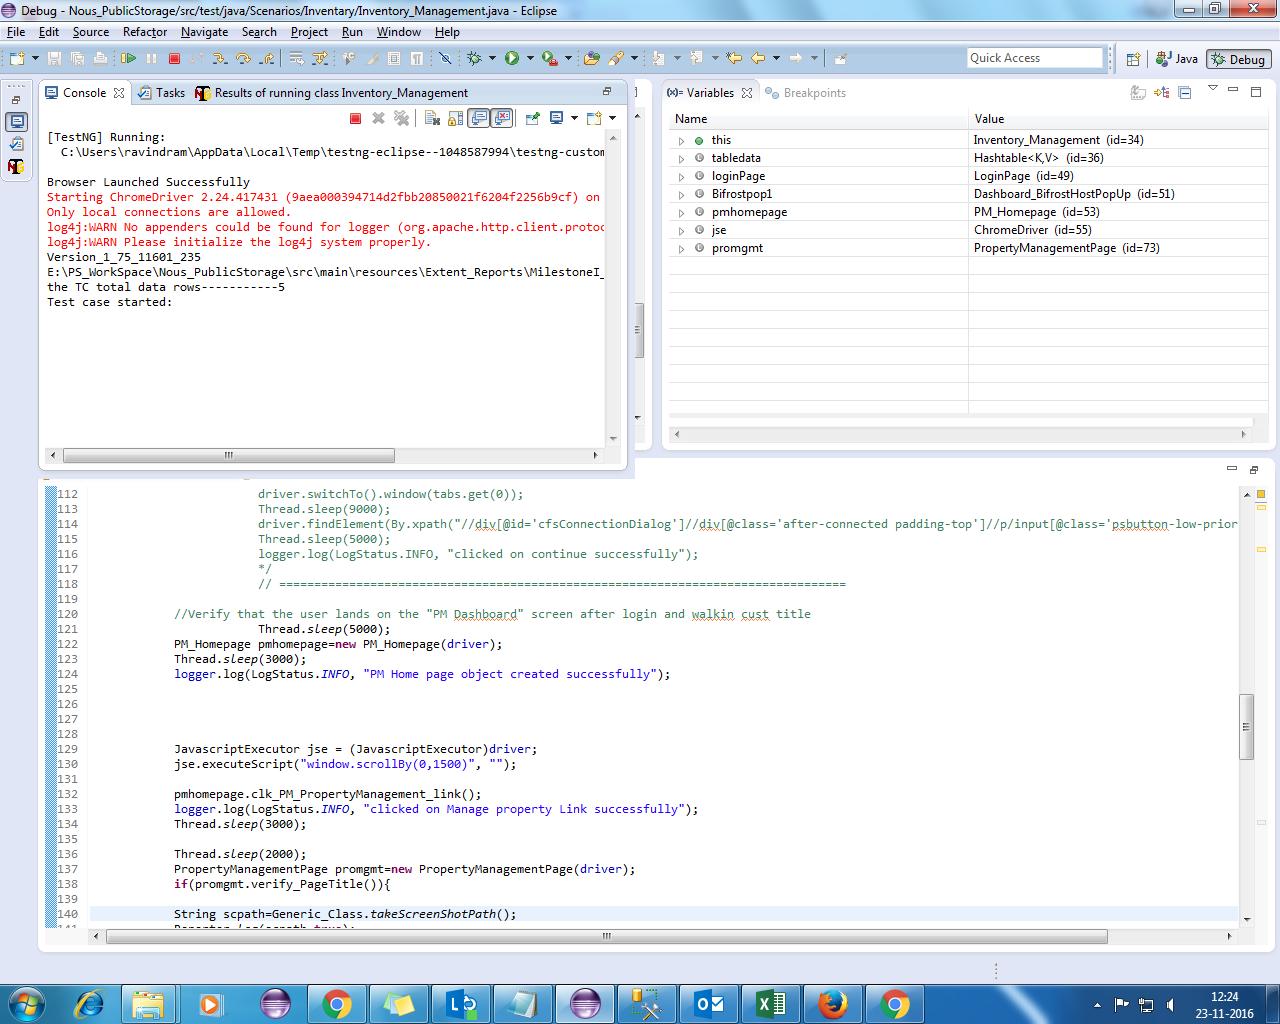 Debug - Nous_PublicStorage/src/test/java/Scenarios/Inventary/Inventory_Management.java - Eclipse
File Edit Source Refactor Navigate Search Project Run Window Help
Quick Access
Java
Debug
Console
Tasks
Results of running class Inventory_Management
[TestNG] Running:
C:\Users\ravindram\AppData\Local\Temp\testng-eclipse--1048587994\testng-custom
Browser Launched Successfully
Starting ChromeDriver 2.24.417431 (9aea000394714d2fbb20850021f6204f2256b9cf) on
Only local connections are allowed.
log4j:WARN No appenders could be found for logger (org.apache.http.client.protoc
log4j:WARN Please initialize the log4j system properly.
Version_1_75_11601_235
E:\PS_WorkSpace\Nous_PublicStorage\src\main\resources\Extent_Reports\MilestoneI_
the TC total data rows-----------5
Test case started:
Variables
Breakpoints
Name Value
this Inventory_Management (id=34)
tabledata Hashtable<K,V> (id=36)
loginPage LoginPage (id=49)
Bifrostpop1 Dashboard_BifrostHostPopUp (id=51)
pmhomepage PM_Homepage (id=53)
jse ChromeDriver (id=55)
promgmt PropertyManagementPage (id=73)
112 driver.switchTo().window(tabs.get(0));
113 Thread.sleep(9000);
114 driver.findElement(By.xpath("//div[@id='cfsConnectionDialog']//div[@class='after-connected padding-top']//p/input[@class='psbutton-low-prior
115 Thread.sleep(5000);
116 logger.log(LogStatus.INFO, "clicked on continue successfully");
117 */
118 // =================================================================================
119
120 //Verify that the user lands on the "PM Dashboard" screen after login and walkin cust title
121 Thread.sleep(5000);
122 PM_Homepage pmhomepage=new PM_Homepage(driver);
123 Thread.sleep(3000);
124 logger.log(LogStatus.INFO, "PM Home page object created successfully");
125
126
127
128
129 JavascriptExecutor jse = (JavascriptExecutor)driver;
130 jse.executeScript("window.scrollBy(0,1500)", "");
131
132 pmhomepage.clk_PM_PropertyManagement_link();
133 logger.log(LogStatus.INFO, "clicked on Manage property Link successfully");
134 Thread.sleep(3000);
135
136 Thread.sleep(2000);
137 PropertyManagementPage promgmt=new PropertyManagementPage(driver);
138 if(promgmt.verify_PageTitle()){
139
140 String scpath=Generic_Class.takeScreenShotPath();
12:24
23-11-2016